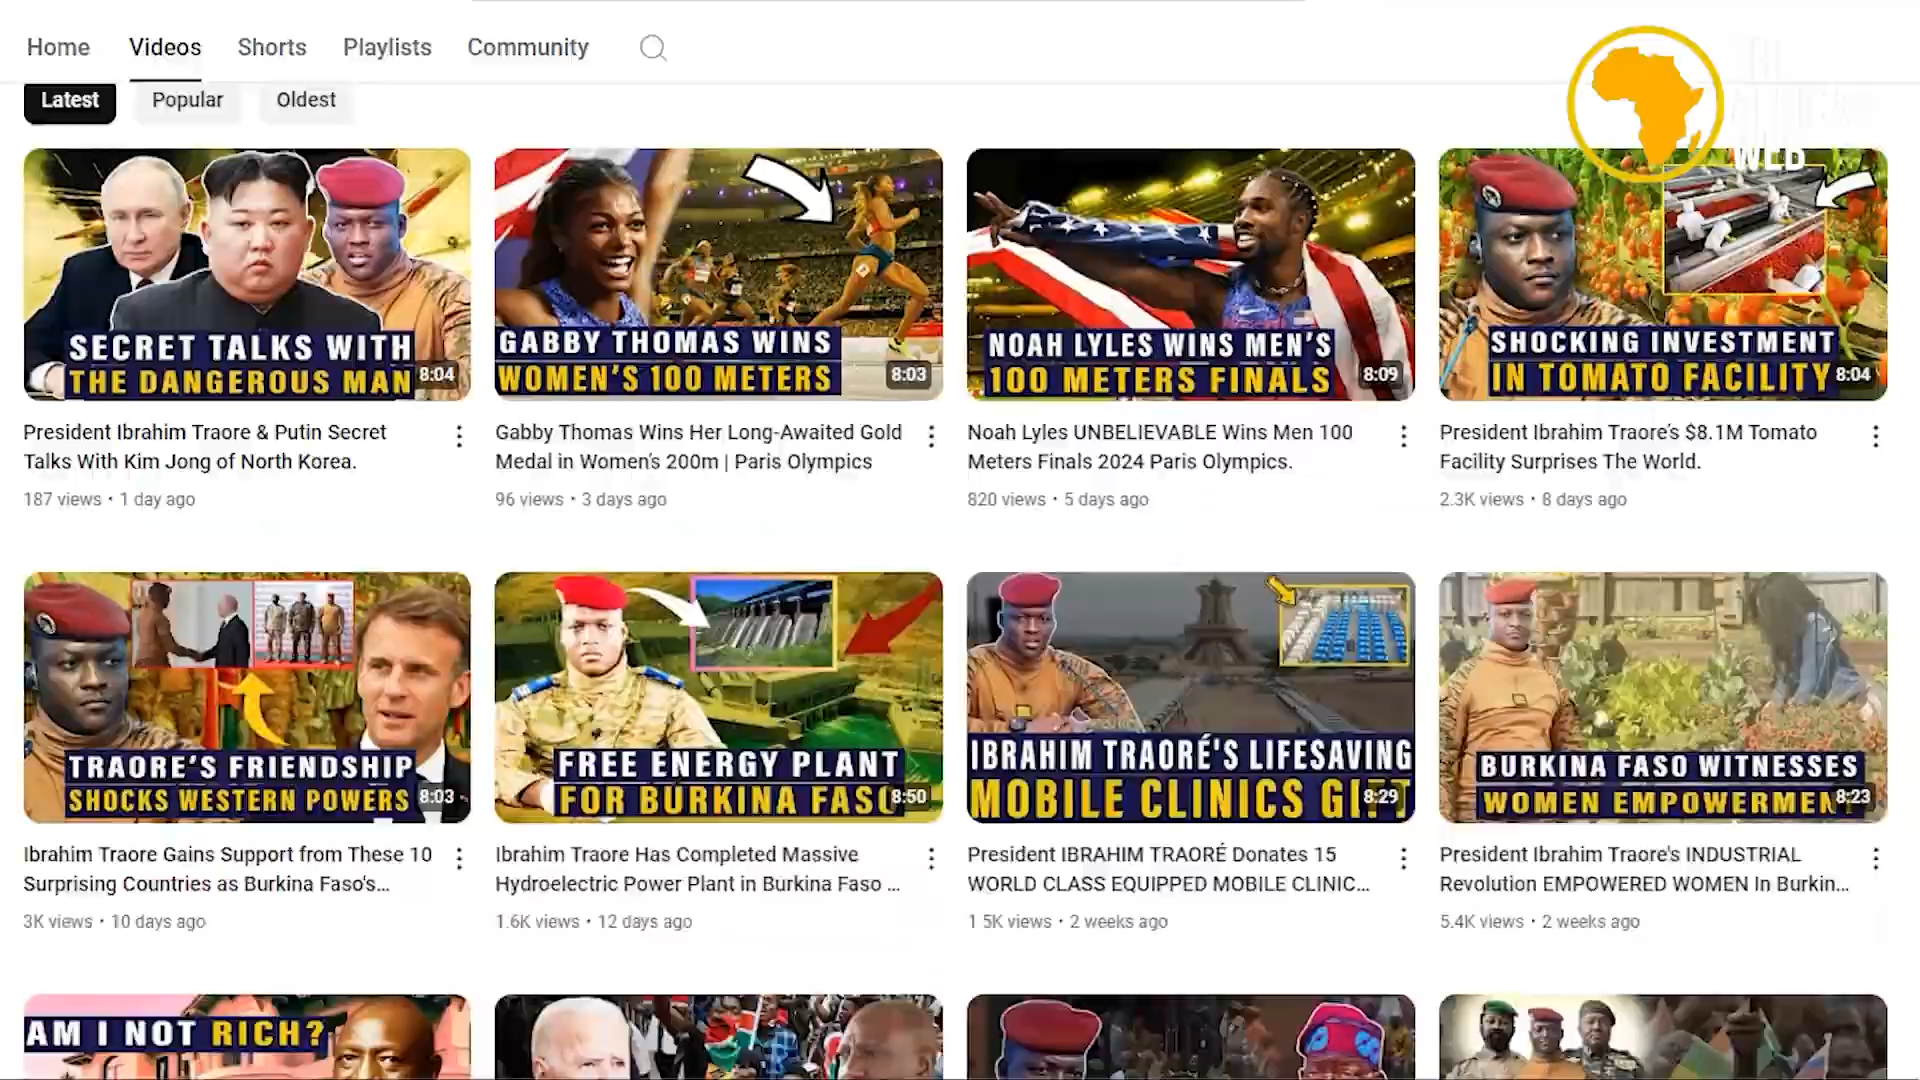 Home
Videos
Shorts
Playlists
Community
Latest
Popular
Oldest
WEB
SECRET TALKS WITH
THE DANGEROUS MAN
8:04
GABBY THOMAS WINS
WOMEN'S 100 METERS
8:03
NOAH LYLES WINS MEN'S
100 METERS FINALS
8:09
SHOCKING INVESTMENT
IN TOMATO FACILITY
8:04
President Ibrahim Traore & Putin Secret
Talks With Kim Jong of North Korea.
187 views • 1 day ago
Gabby Thomas Wins Her Long-Awaited Gold
Medal in Women's 200m | Paris Olympics
96 views • 3 days ago
Noah Lyles UNBELIEVABLE Wins Men 100
Meters Finals 2024 Paris Olympics.
820 views • 5 days ago
President Ibrahim Traore's $8.1M Tomato
Facility Surprises The World.
2.3K views • 8 days ago
TRAORE'S FRIENDSHIP
SHOCKS WESTERN POWERS
8:03
FREE ENERGY PLANT
FOR BURKINA FASO
8:50
IBRAHIM TRAORÉ'S LIFESAVING
MOBILE CLINICS GIFT
8:29
BURKINA FASO WITNESSES
WOMEN EMPOWERMENT
8:23
Ibrahim Traore Gains Support from These 10
Surprising Countries as Burkina Faso's...
3K views • 10 days ago
Ibrahim Traore Has Completed Massive
Hydroelectric Power Plant in Burkina Faso ...
1.6K views • 12 days ago
President IBRAHIM TRAORÉ Donates 15
WORLD CLASS EQUIPPED MOBILE CLINIC...
1 5K views • 2 weeks ago
President Ibrahim Traore's INDUSTRIAL
Revolution EMPOWERED WOMEN In Burkin...
5.4K views • 2 weeks ago
AM I NOT RICH?